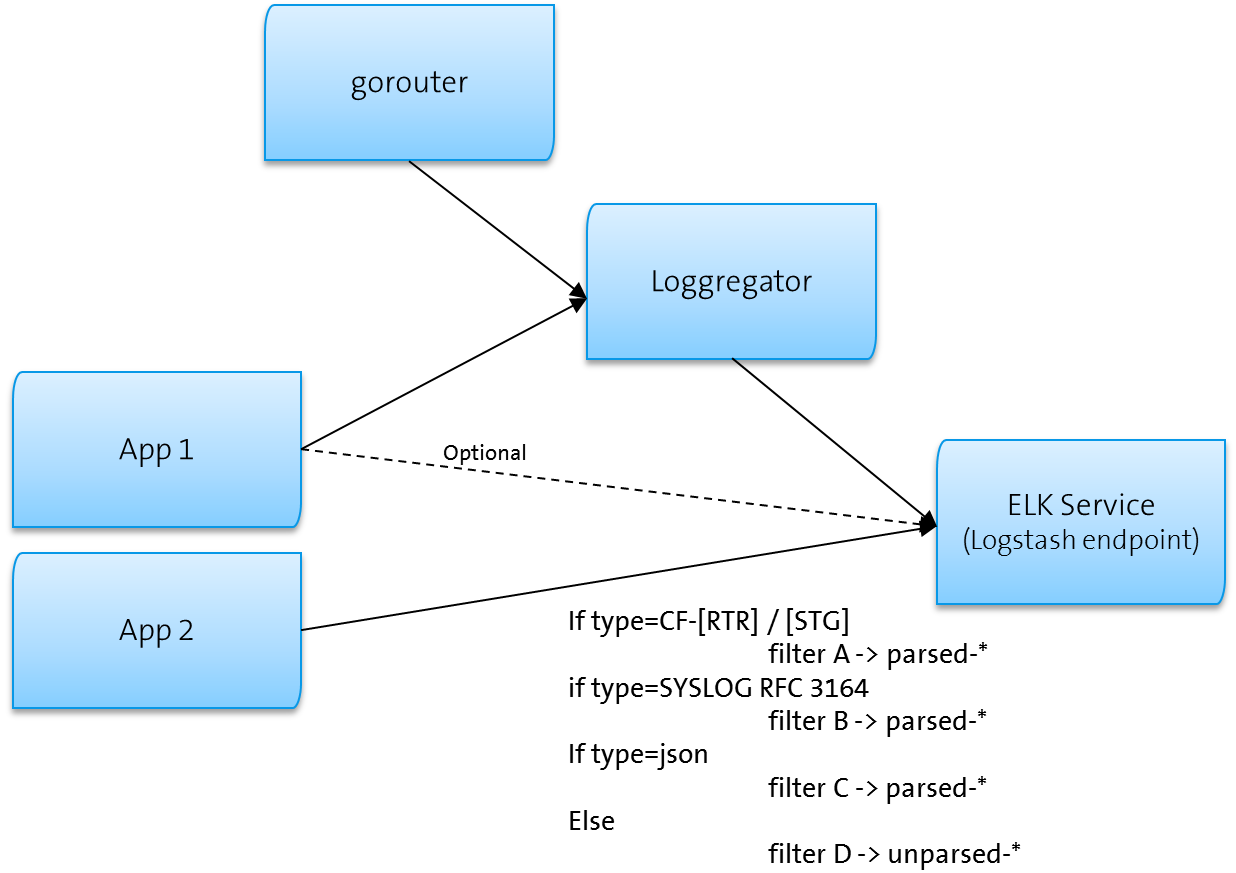 gorouter
Loggregator
App 1
Optional
ELK Service
(Logstash endpoint)
App 2
If type=CF-[RTR] / [STG]
filter A -> parsed-*
if type=SYSLOG RFC 3164
filter B -> parsed-*
If type=json
filter C -> parsed-*
Else
filter D -> unparsed-*